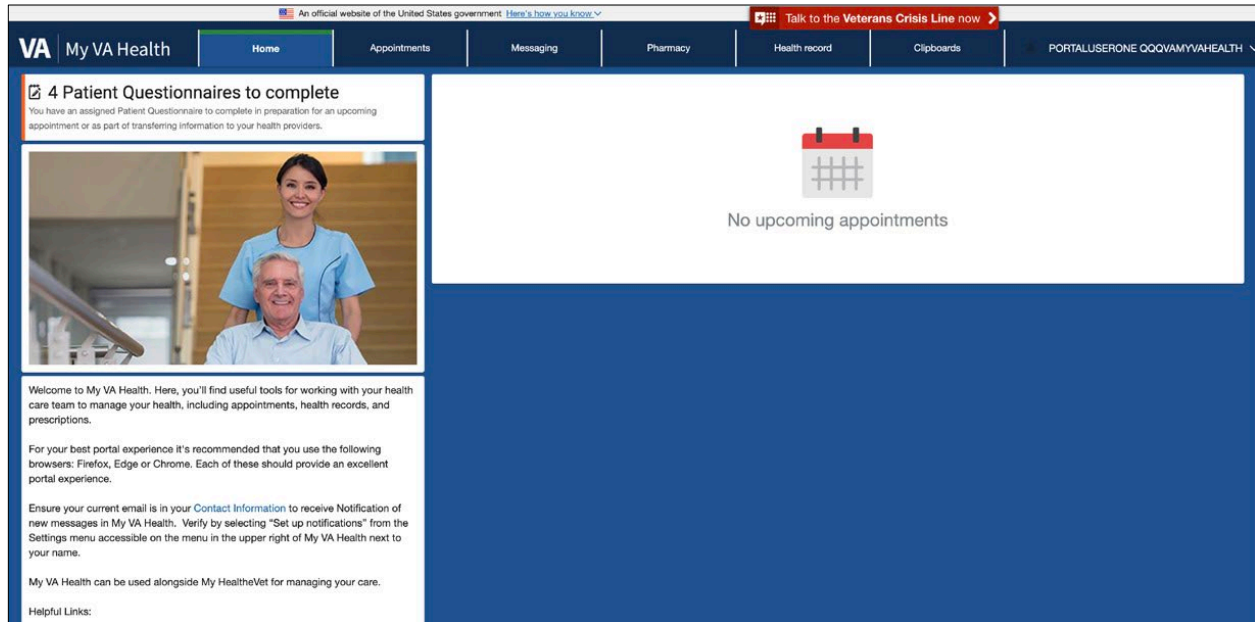 An official website of the United States government Here's how you know
Talk to the Veterans Crisis Line now
VA My VA Health
Home
Appointments
Messaging
Pharmacy
Health record
Clipboards
PORTALUSERONE QQQVAMYVAHEALTH
4 Patient Questionnaires to complete
You have an assigned Patient Questionnaire to complete in preparation for an upcoming
appointment or as part of transferring information to your health providers.
No upcoming appointments
Welcome to My VA Health. Here, you'll find useful tools for working with your health
care team to manage your health, including appointments, health records, and
prescriptions.
For your best portal experience it's recommended that you use the following
browsers: Firefox, Edge or Chrome. Each of these should provide an excellent
portal experience.
Ensure your current email is in your Contact Information to receive Notification of
new messages in My VA Health. Verify by selecting “Set up notifications” from the
Settings menu accessible on the menu in the upper right of My VA Health next to
your name.
My VA Health can be used alongside My HealtheVet for managing your care.
Helpful Links: